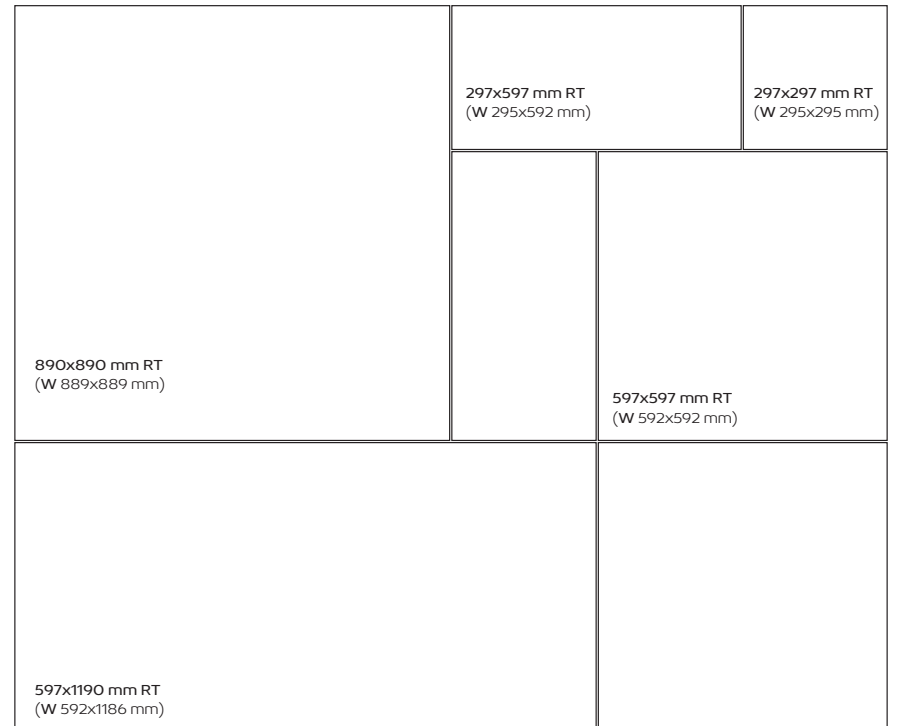 297x597 mm RT
(W 295x592 mm)
297x297 mm RT
(W 295x295 mm)
890x890 mm RT
(W 889x889 mm)
597x597 mm RT
(W 592x592 mm)
597x1190 mm RT
(W 592x1186 mm)